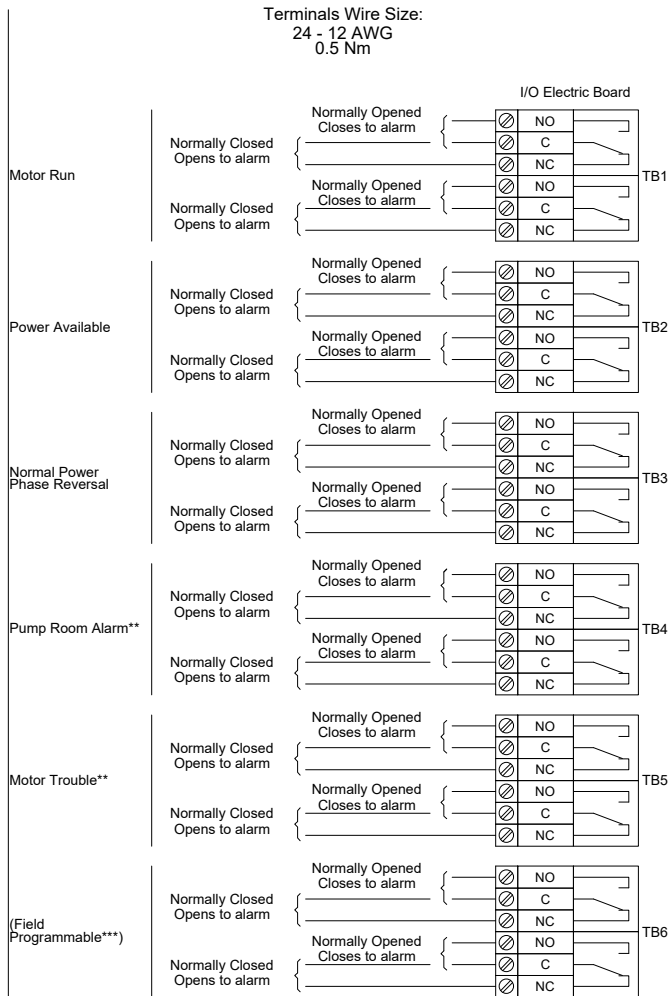 Terminals Wire Size:
24 - 12 AWG
0.5 Nm
I/O Electric Board
Motor Run
Normally Opened
Closes to alarm
Normally Closed
Opens to alarm
NO
C
NC
Normally Opened
Closes to alarm
Normally Closed
Opens to alarm
NO
C
NC
TB1
Power Available
Normally Opened
Closes to alarm
Normally Closed
Opens to alarm
NO
C
NC
Normally Opened
Closes to alarm
Normally Closed
Opens to alarm
NO
C
NC
TB2
Normal Power
Phase Reversal
Normally Opened
Closes to alarm
Normally Closed
Opens to alarm
NO
C
NC
Normally Opened
Closes to alarm
Normally Closed
Opens to alarm
NO
C
NC
TB3
Pump Room Alarm**
Normally Opened
Closes to alarm
Normally Closed
Opens to alarm
NO
C
NC
Normally Opened
Closes to alarm
Normally Closed
Opens to alarm
NO
C
NC
TB4
Motor Trouble**
Normally Opened
Closes to alarm
Normally Closed
Opens to alarm
NO
C
NC
Normally Opened
Closes to alarm
Normally Closed
Opens to alarm
NO
C
NC
TB5
(Field
Programmable***)
Normally Opened
Closes to alarm
Normally Closed
Opens to alarm
NO
C
NC
Normally Opened
Closes to alarm
Normally Closed
Opens to alarm
NO
C
NC
TB6